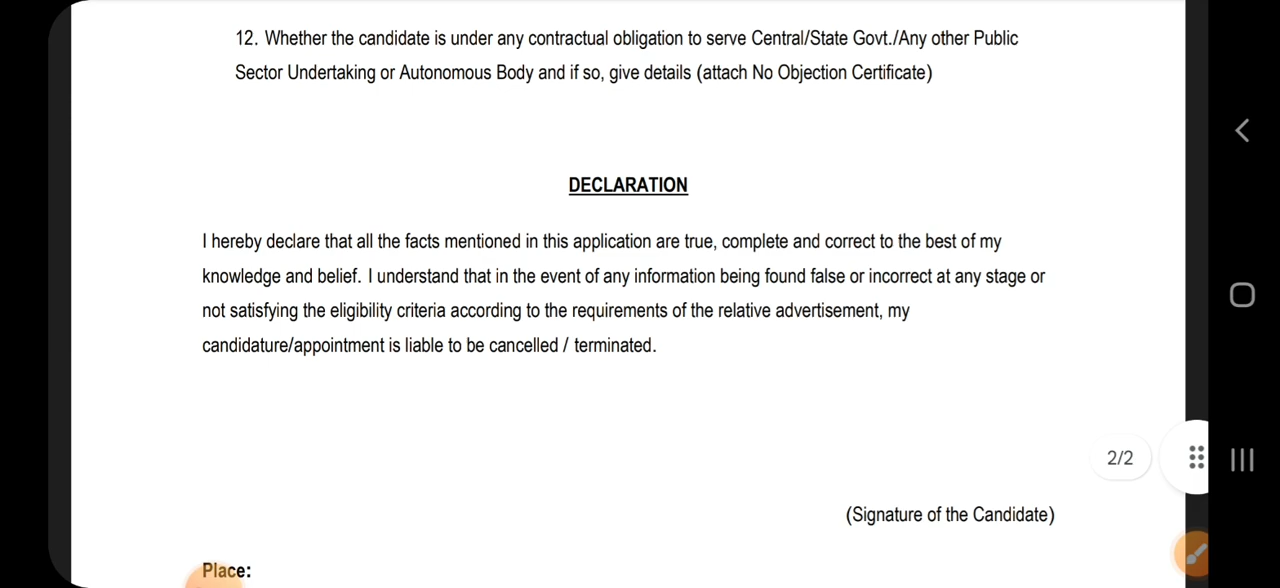 12. Whether the candidate is under any contractual obligation to serve Central/State Govt./Any other Public
Sector Undertaking or Autonomous Body and if so, give details (attach No Objection Certificate)
DECLARATION
I hereby declare that all the facts mentioned in this application are true, complete and correct to the best of my
knowledge and belief. I understand that in the event of any information being found false or incorrect at any stage or
not satisfying the eligibility criteria according to the requirements of the relative advertisement, my
candidature/appointment is liable to be cancelled / terminated.
2/2
(Signature of the Candidate)
Place: